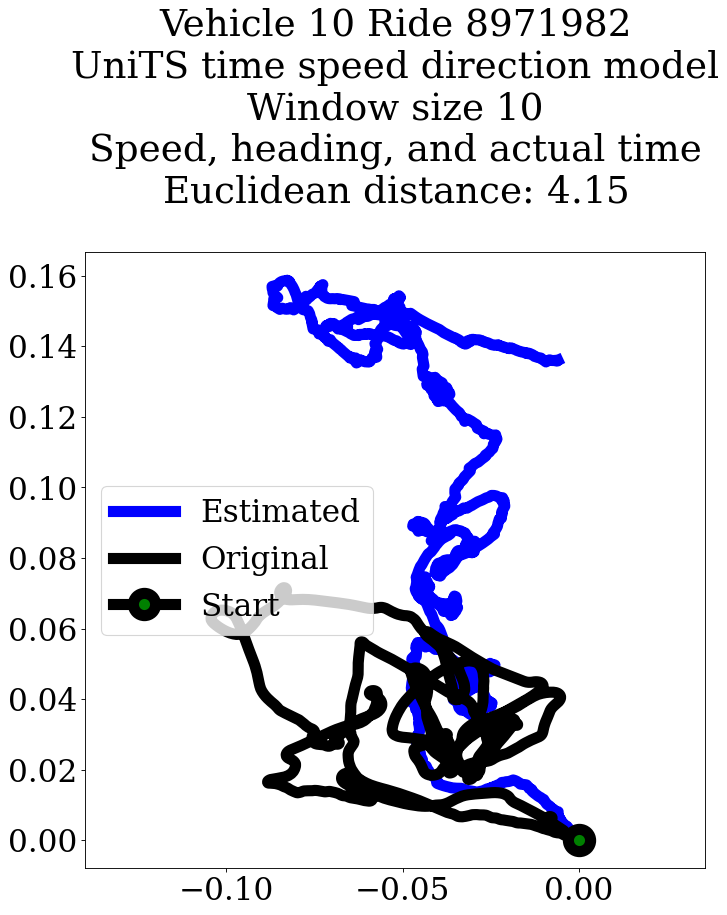 Vehicle 10 Ride 8971982
UniTS time speed direction model
Window size 10
Speed, heading, and actual time
Euclidean distance: 4.15
0.16
0.14
0.12
0.10
0.08
0.06
0.04
0.02
0.00
Estimated
Original
Start
−0.10
−0.05
0.00